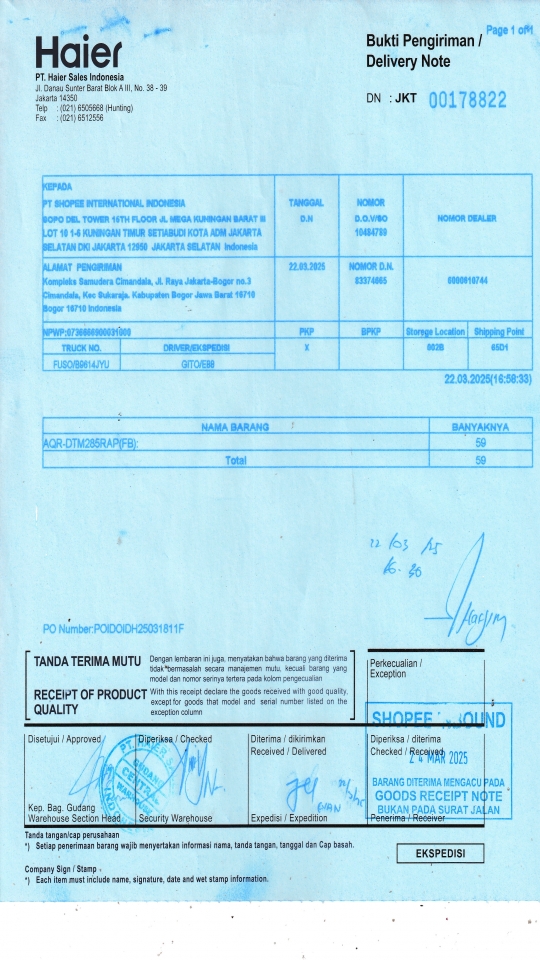 Page 1 of 1
Haier
Bukti Pengiriman /
Delivery Note
PT. Haier Sales Indonesia
Jl. Danau Sunter Barat Blok A III, No. 38 - 39
Jakarta 14350
Telp : (021) 6505668 (Hunting)
Fax : (021) 6512556
DN : JKT 00178822
KEPADA
PT SHOPEE INTERNATIONAL INDONESIA
SOPO DEL TOWER 15TH FLOOR JL MEGA KUNINGAN BARAT III
LOT 10 1-6 KUNINGAN TIMUR SETIABUDI KOTA ADM JAKARTA
SELATAN DKI JAKARTA 12950 JAKARTA SELATAN Indonesia
TANGGAL
D.N
NOMOR
D.O.V/SO
10484789
NOMOR DEALER
ALAMAT PENGIRIMAN
Kompleks Samudera Cimandala, Jl. Raya Jakarta-Bogor no.3
Cimandala, Kec Sukaraja. Kabupaten Bogor Jawa Barat 16710
Bogor 16710 Indonesia
22.03.2025
NOMOR D.N.
83374665
PKP BPKP Storege Location Shipping Point
TRUCK NO. DRIVER/EKSPEDISI X 002B 65D1
FUSO/B9614JYU GITO/E88
22.03.2025(16:58:33)
NAMA BARANG BANYAKNYA
AQR-DTM285RAP(FB): 59
Total 59
22/03
PO Number:POIDOIDH25031811F
TANDA TERIMA MUTU
Dengan lembaran ini juga, menyatakan bahwa barang yang diterima
tidak bermasalah secara manajemen mutu, kecuali barang yang
model dan nomor serinya tertera pada kolom pengecualian
RECEIPT OF PRODUCT
QUALITY
With this receipt declare the goods received with good quality,
except for goods that model and serial number listed on the
exception column
Perkecualian /
Exception
Disetujui / Approved
Diperiksa / Checked
Diterima / dikirimkan
Received / Delivered
Diperiksa / diterima
Checked / Received
SHOPEE INBOUND
24 MAR 2025
BARANG DITERIMA MENGACU PADA
GOODS RECEIPT NOTE
BUKAN PADA SURAT JALAN
GUDANG
CENTRAL
WAREHOUSE
Kep. Bag. Gudang
Warehouse Section Head
Security Warehouse
Expedisi / Expedition
Penerima / Receiver
Tanda tangan/cap perusahaan
*) Setiap penerimaan barang wajib menyertakan informasi nama, tanda tangan, tanggal dan Cap basah.
EKSPEDISI
Company Sign / Stamp
*) Each item must include name, signature, date and wet stamp information.